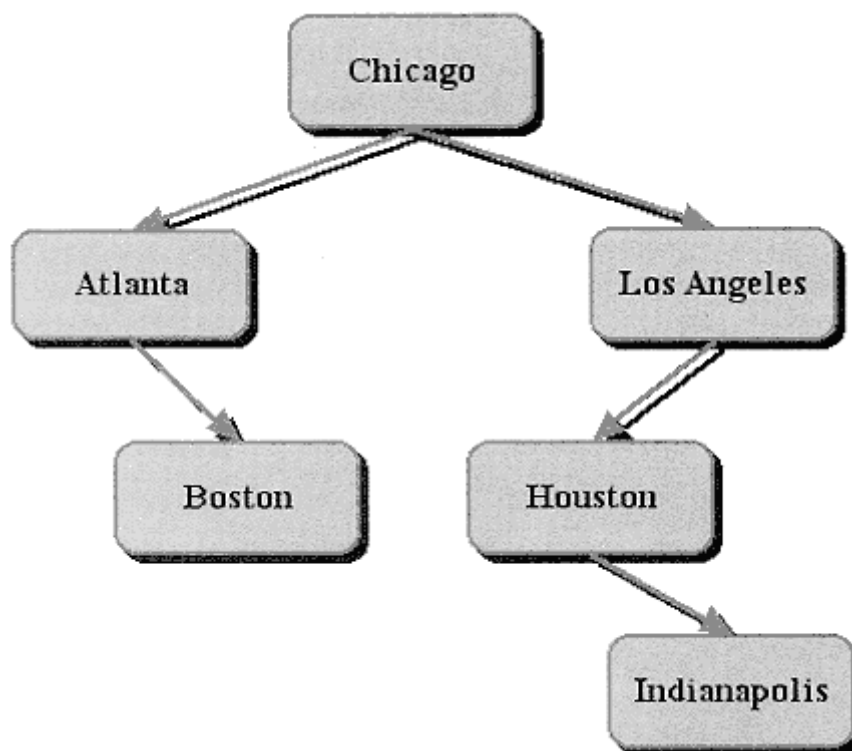 Chicago
Atlanta
Los Angeles
Boston
Houston
Indianapolis